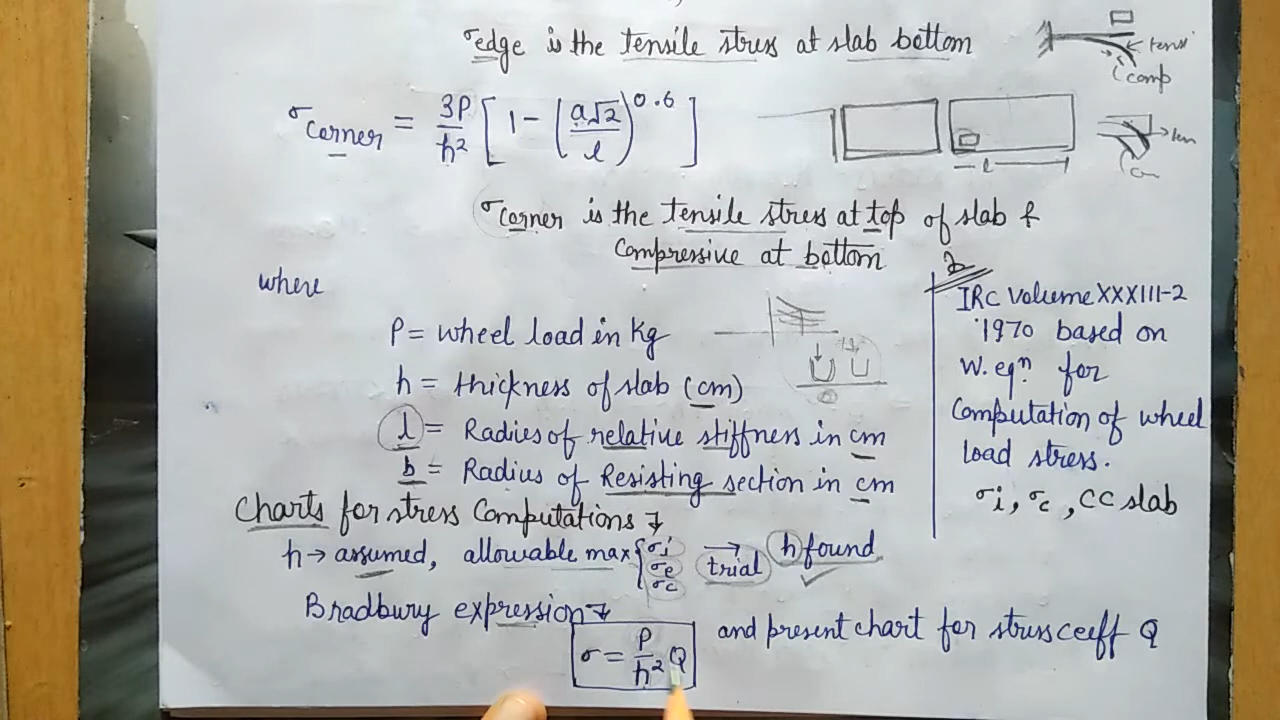 σedge is the tensile stress at slab bottom
tensi
comp
σcorner = 3P/h² [1 - (a√2/l)^0.6]
l
ten
σcorner is the tensile stress at top of slab &
Compressive at bottom
where
P = wheel load in kg
h = thickness of slab (cm)
l = Radius of relative stiffness in cm
b = Radius of Resisting section in cm
IRC Volume XXXIII-2
1970 based on
W. eqⁿ for
Computation of wheel
load stress.
σi, σc, CC slab
Charts for stress Computations ↓
h → assumed, allowable max { σi σe σc → trial h found
Bradbury expression ↓
σ = P/h² Q and present chart for stress coeff Q